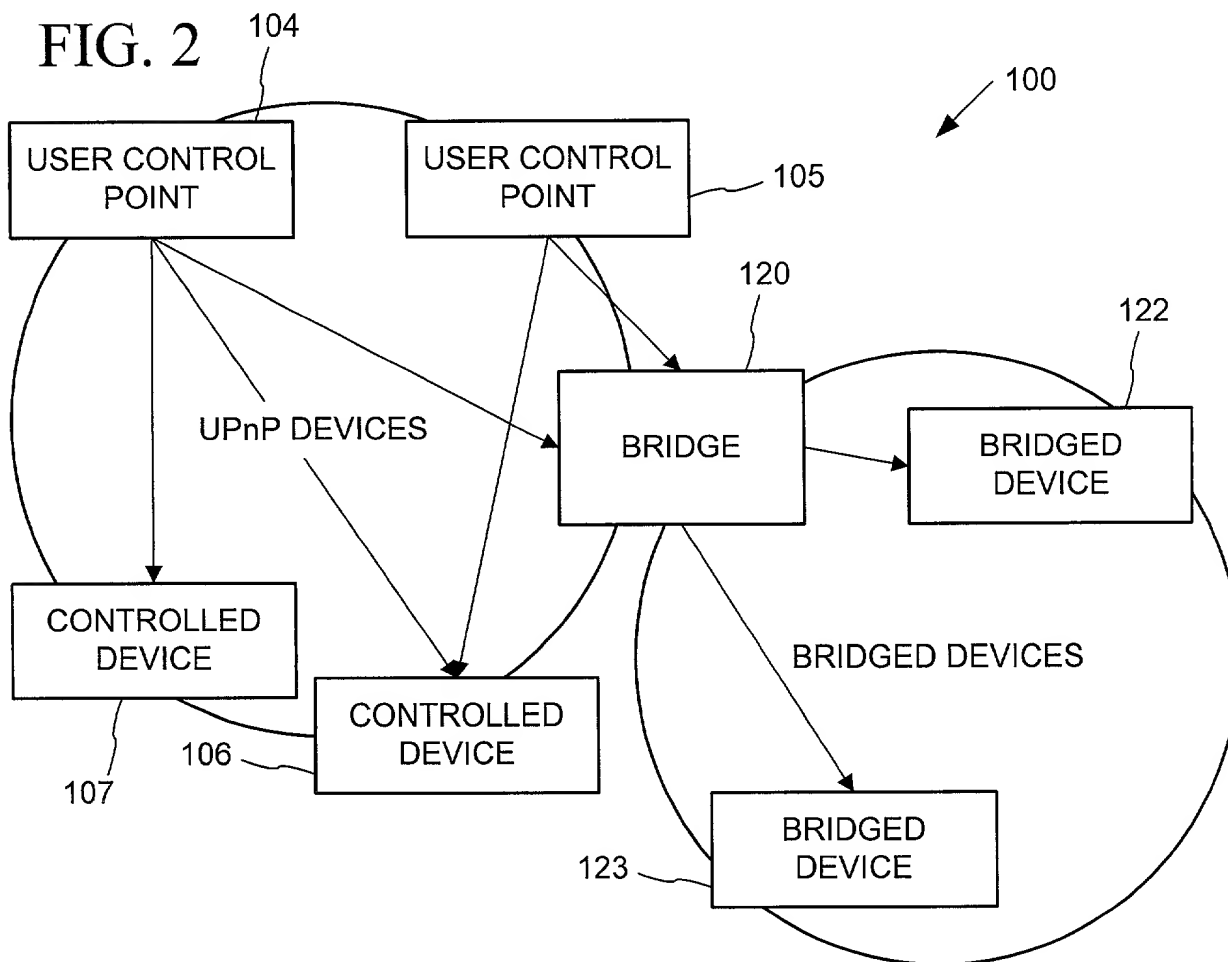 FIG. 2
104
100
USER CONTROL
POINT
USER CONTROL
POINT
105
120
122
UPnP DEVICES
BRIDGE
BRIDGED
DEVICE
CONTROLLED
DEVICE
BRIDGED DEVICES
CONTROLLED
DEVICE
106
107
BRIDGED
DEVICE
123